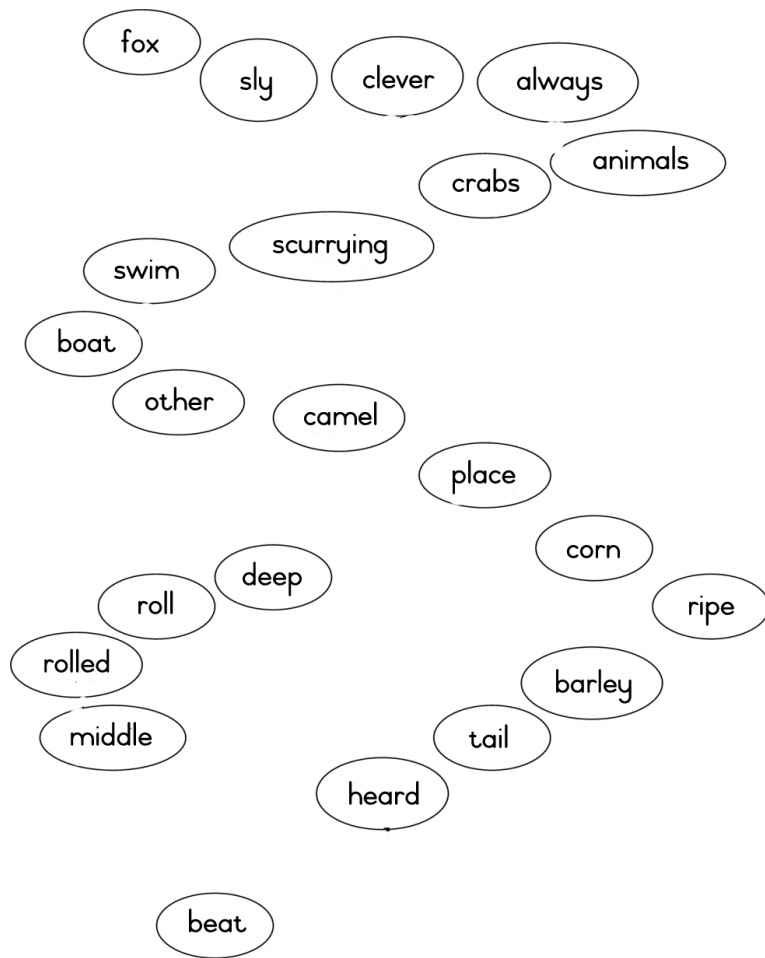 fox
sly
clever
always
animals
crabs
scurrying
swim
boat
other
camel
place
corn
ripe
barley
tail
heard
deep
roll
rolled
middle
beat